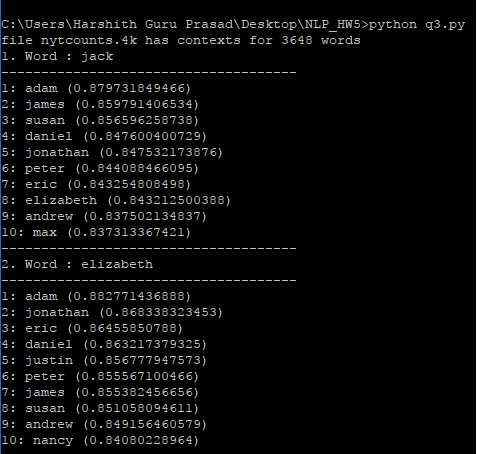 C:\Users\Harshith Guru Prasad\Desktop\NLP_HW5>python q3.py
file nytcounts.4k has contexts for 3648 words
1. Word : jack
-------------------------------------
1: adam (0.879731849466)
2: james (0.859791406534)
3: susan (0.856596258738)
4: daniel (0.847600400729)
5: jonathan (0.847532173876)
6: peter (0.844088466095)
7: eric (0.843254808498)
8: elizabeth (0.843212500388)
9: andrew (0.837502134837)
10: max (0.837313367421)
-------------------------------------
2. Word : elizabeth
-------------------------------------
1: adam (0.882771436888)
2: jonathan (0.868338323453)
3: eric (0.86455850788)
4: daniel (0.863217379325)
5: justin (0.856777947573)
6: peter (0.855567100466)
7: james (0.855382456656)
8: susan (0.851058094611)
9: andrew (0.849156460579)
10: nancy (0.84080228964)